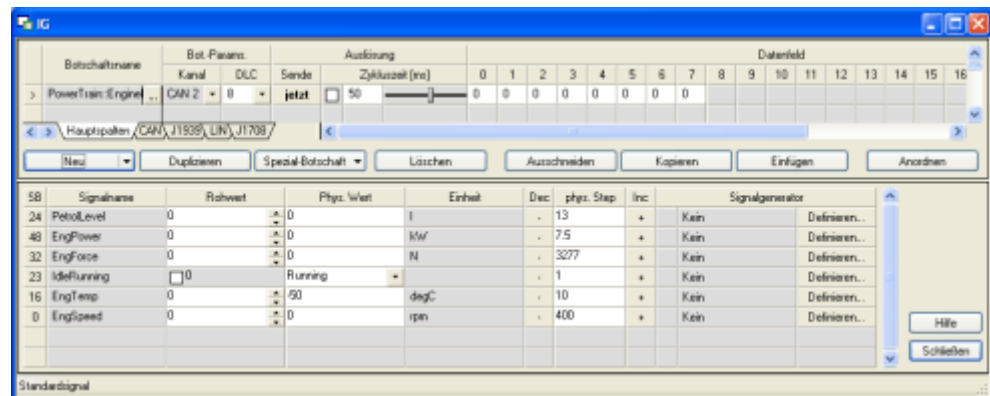 IG
Botschaftsname Bot.-Params. Auslösung Datenfeld
Kanal DLC Sende Zykluszeit [ms] 0 1 2 3 4 5 6 7 8 9 10 11 12 13 14 15 16
> PowerTrain::Engine ... CAN 2 8 jetzt 50 0 0 0 0 0 0 0 0
Hauptspalten CAN J1939 LIN J1708
Neu Duplizieren Spezial-Botschaft Löschen Ausschneiden Kopieren Einfügen Anordnen
SB Signalname Rohwert Phys. Wert Einheit Dec phys. Step Inc Signalgenerator
24 PetrolLevel 0 0 l - 13 + Kein Definieren...
48 EngPower 0 0 kW - 7.5 + Kein Definieren...
32 EngForce 0 0 N - 3277 + Kein Definieren...
23 IdleRunning 0 Running - 1 + Kein Definieren...
16 EngTemp 0 -50 degC - 10 + Kein Definieren...
0 EngSpeed 0 0 rpm - 400 + Kein Definieren...
Hilfe
Schließen
Standardsignal